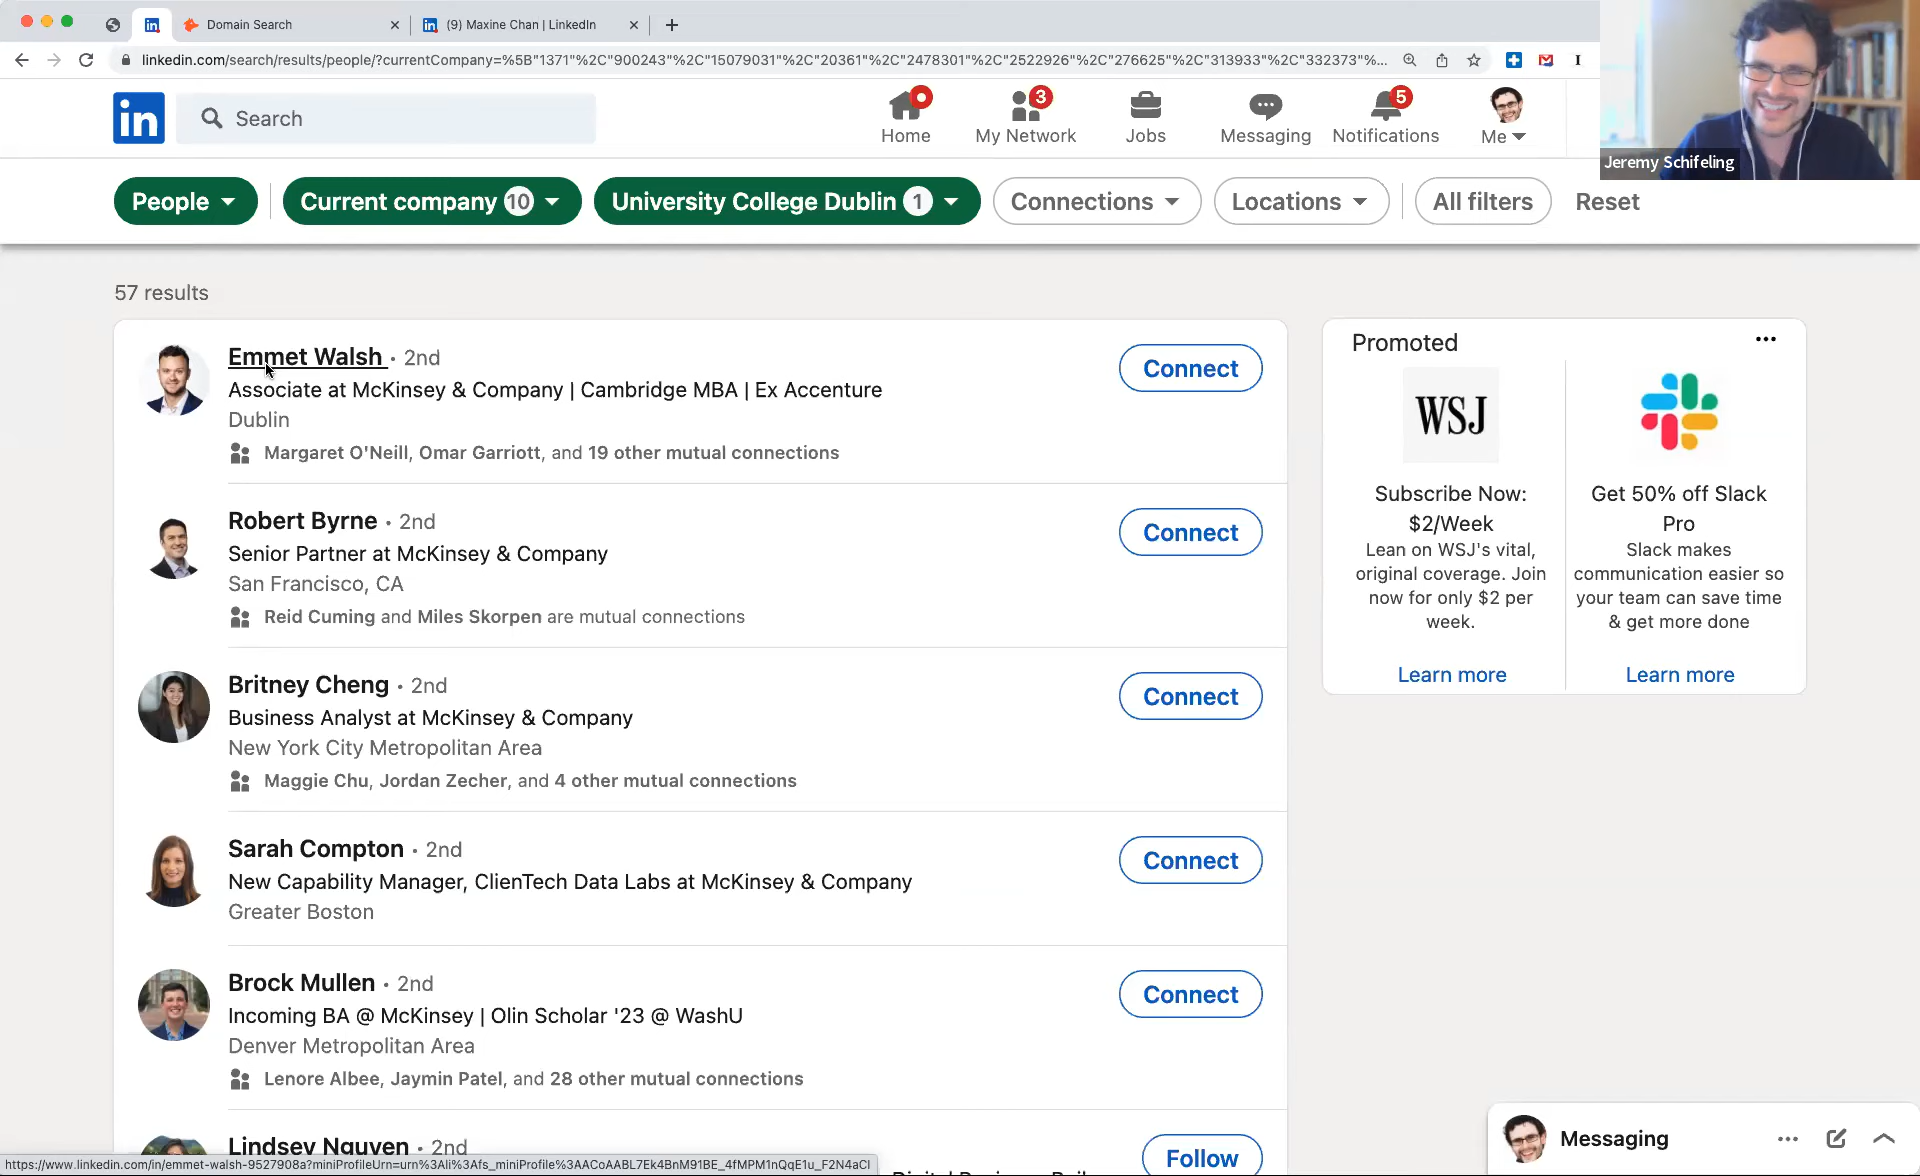 Domain Search
(9) Maxine Chan | LinkedIn
linkedin.com/search/results/people/?currentCompany=%5B"1371"%2C"900243"%2C"15079031"%2C"20361"%2C"2478301"%2C"2522926"%2C"276625"%2C"313933"%2C"332373"%...
in
Search
Home
3
My Network
Jobs
Messaging
5
Notifications
Me
Jeremy Schifeling
People
Current company 10
University College Dublin 1
Connections
Locations
All filters
Reset
57 results
Emmet Walsh · 2nd
Associate at McKinsey & Company | Cambridge MBA | Ex Accenture
Dublin
Margaret O'Neill, Omar Garriott, and 19 other mutual connections
Connect
Robert Byrne · 2nd
Senior Partner at McKinsey & Company
San Francisco, CA
Reid Cuming and Miles Skorpen are mutual connections
Connect
Britney Cheng · 2nd
Business Analyst at McKinsey & Company
New York City Metropolitan Area
Maggie Chu, Jordan Zecher, and 4 other mutual connections
Connect
Sarah Compton · 2nd
New Capability Manager, ClienTech Data Labs at McKinsey & Company
Greater Boston
Connect
Brock Mullen · 2nd
Incoming BA @ McKinsey | Olin Scholar '23 @ WashU
Denver Metropolitan Area
Lenore Albee, Jaymin Patel, and 28 other mutual connections
Connect
Lindsey Nguyen · 2nd
Follow
Promoted
WSJ
Subscribe Now:
$2/Week
Lean on WSJ's vital,
original coverage. Join
now for only $2 per
week.
Learn more
Get 50% off Slack
Pro
Slack makes
communication easier so
your team can save time
& get more done
Learn more
Messaging
https://www.linkedin.com/in/emmet-walsh-9527908a?miniProfileUrn=urn%3Ali%3Afs_miniProfile%3AACoAABL7Ek4BnM91BE_4fMPM1nQqE1u_F2N4aCI